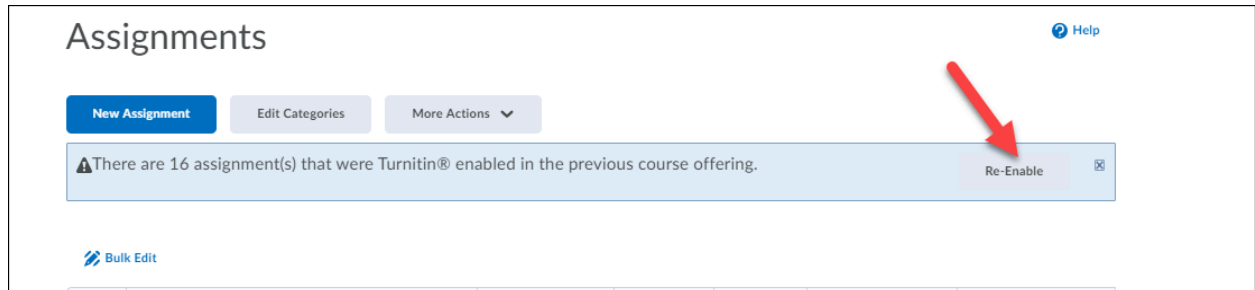 Assignments
Help
New Assignment
Edit Categories
More Actions
There are 16 assignment(s) that were Turnitin® enabled in the previous course offering.
Re-Enable
Bulk Edit